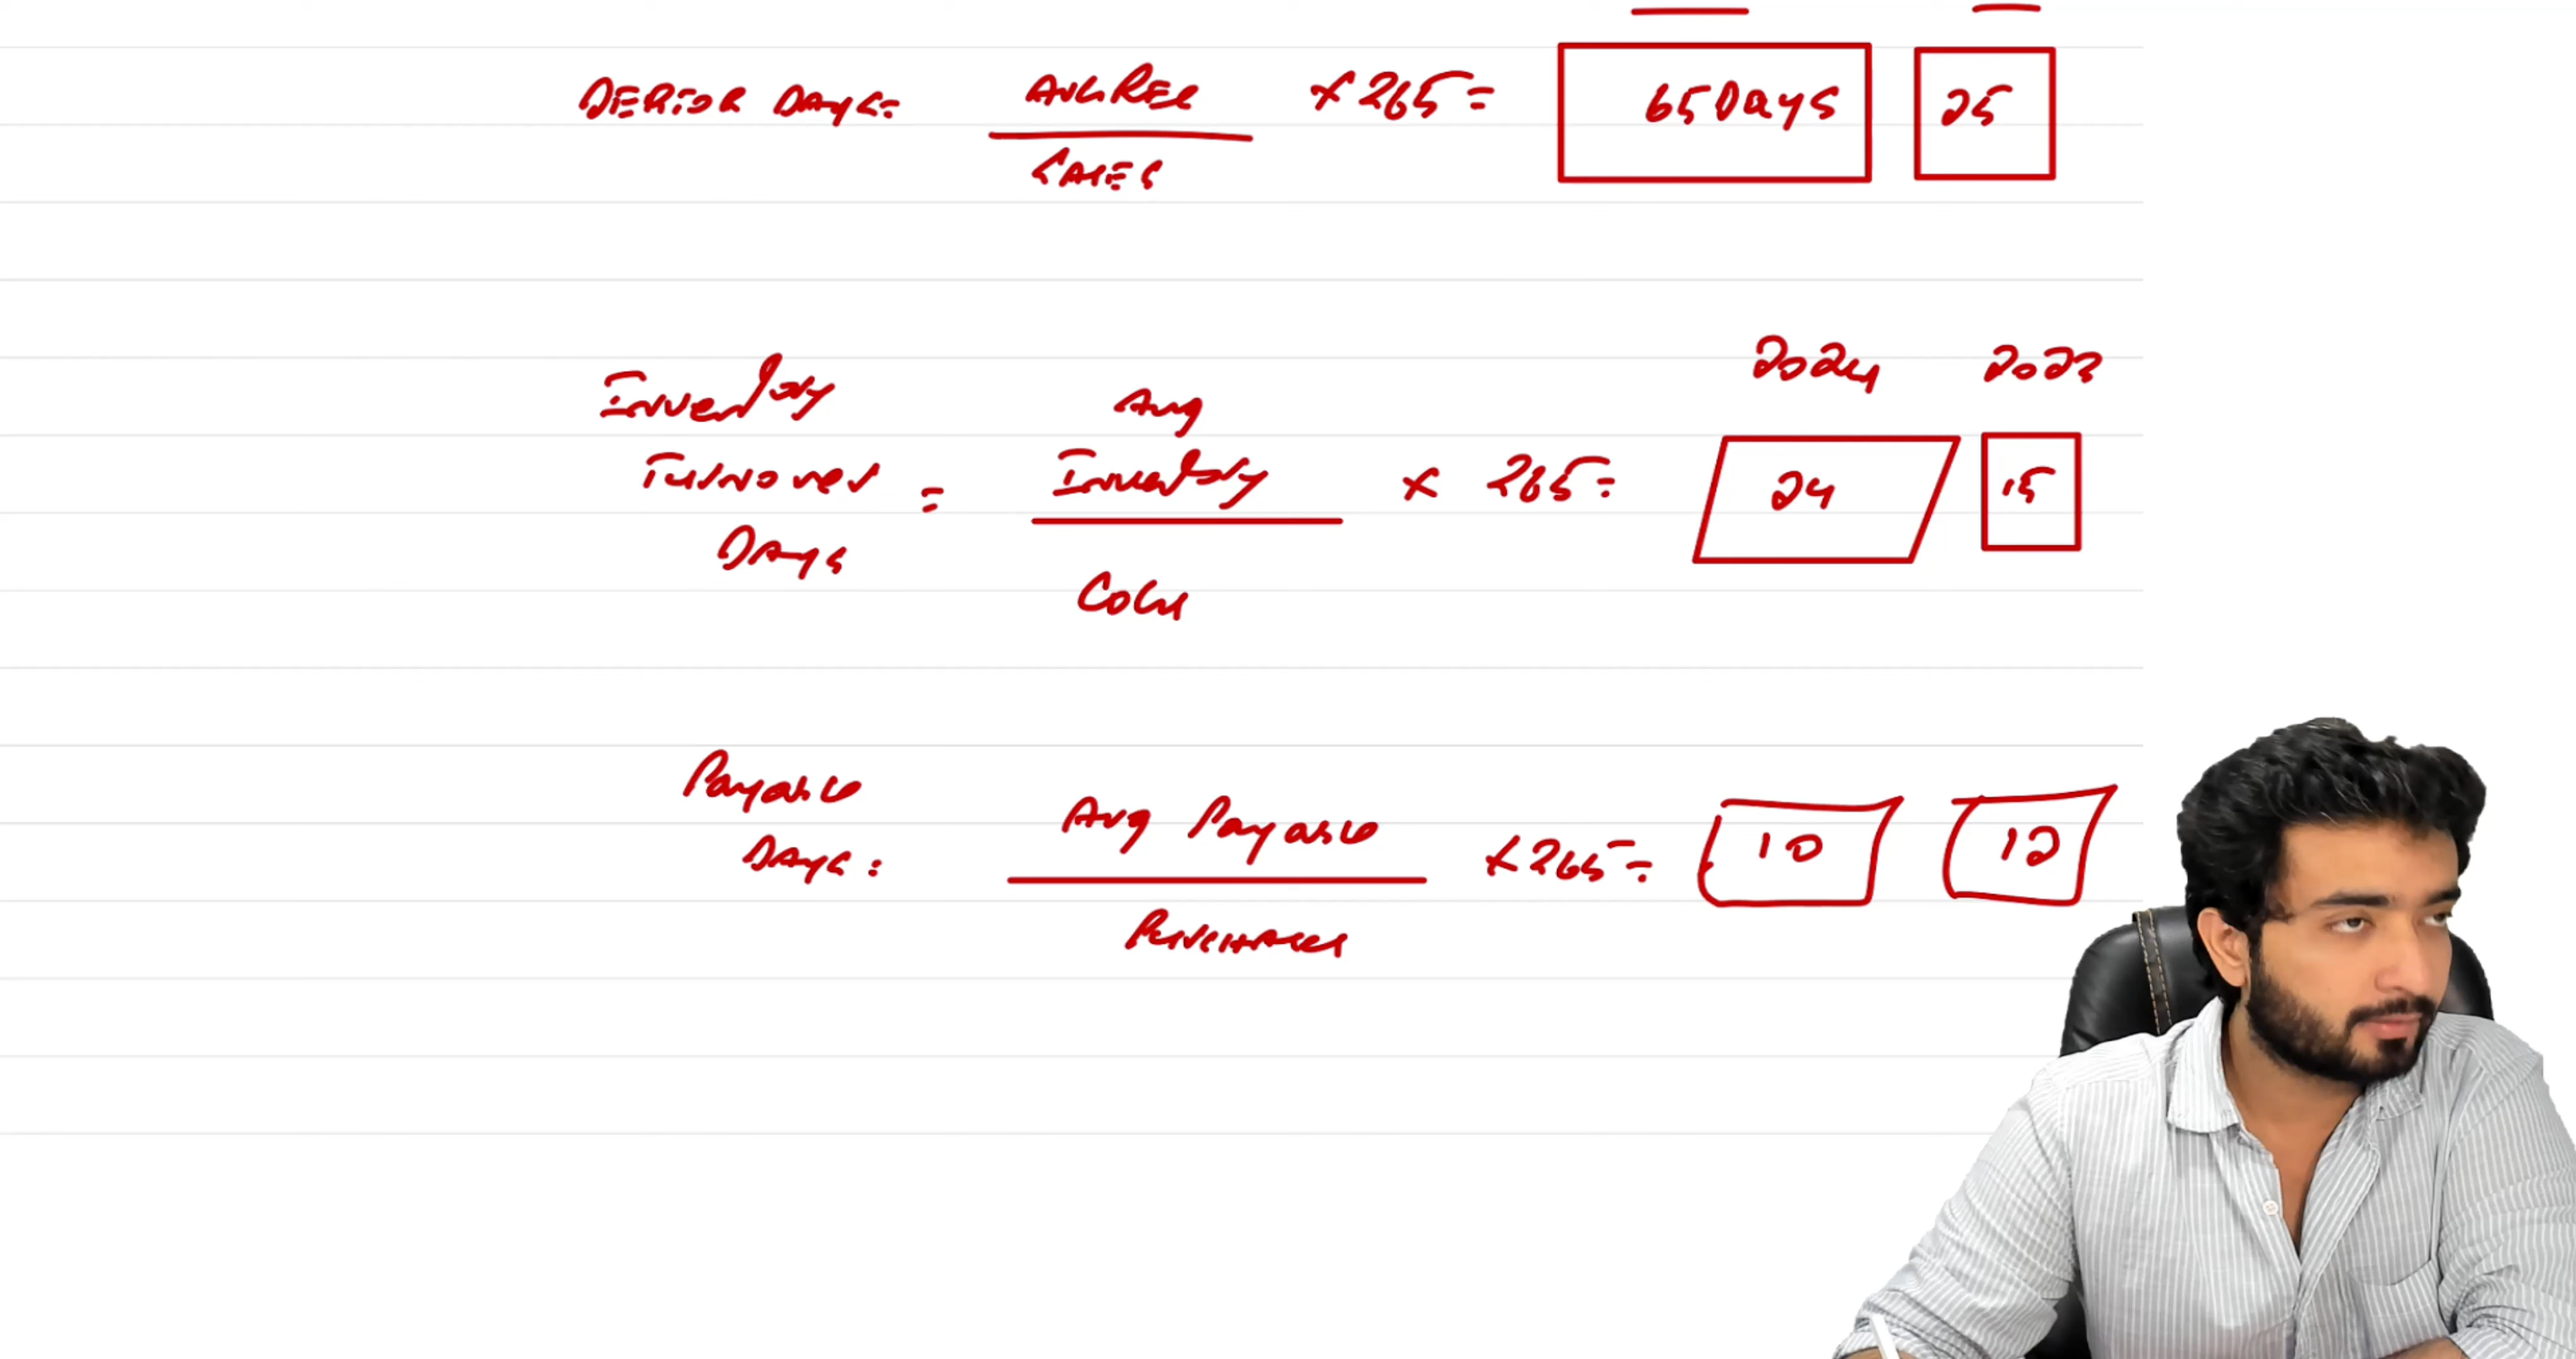 DEBTOR DAYS= AVG REC × 365 = 65 Days 25
SALES
2024 2023
Inventory Avg
Turnover = Inventory × 365 = 24 15
Days COGS
Payable
Days = Avg Payable × 365 = 10 12
Purchases